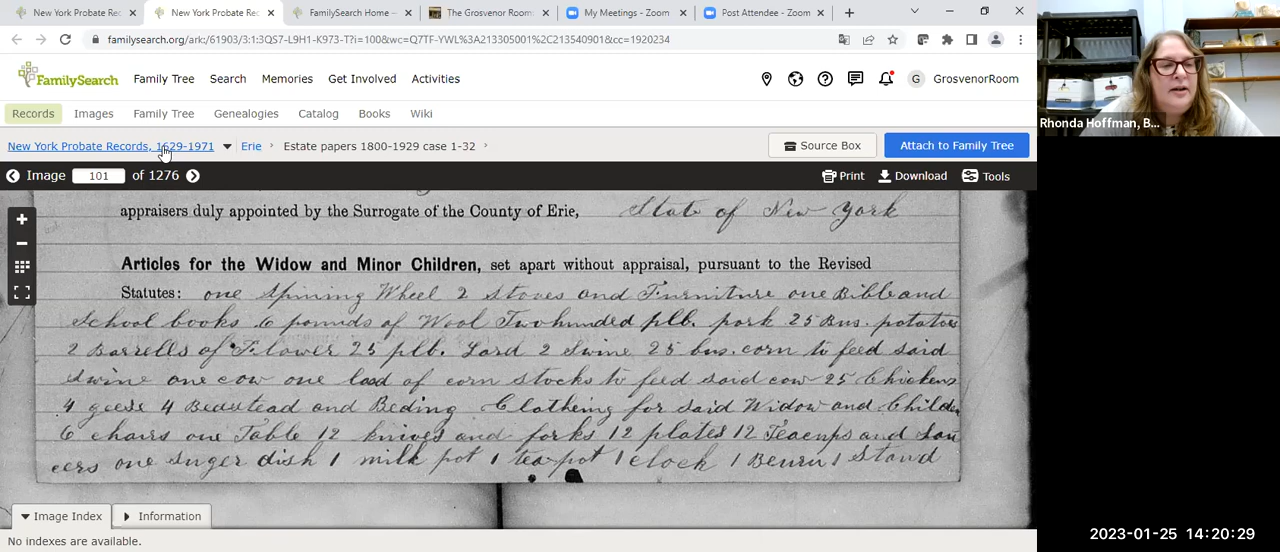 New York Probate Rec
New York Probate Rec
FamilySearch Home —
The Grosvenor Room:
My Meetings - Zoom
Post Attendee - Zoom
familysearch.org/ark:/61903/3:1:3QS7-L9H1-K973-T?i=100&wc=Q7TT-YWL%3A213305001%2C213540901&cc=1920234
FamilySearch
Family Tree
Search
Memories
Get Involved
Activities
G
GrosvenorRoom
Records
Images
Family Tree
Genealogies
Catalog
Books
Wiki
New York Probate Records, 1629-1971
Erie
Estate papers 1800-1929 case 1-32
Source Box
Attach to Family Tree
Image 101 of 1276
Print
Download
Tools
appraisers duly appointed by the Surrogate of the County of Erie, State of New York
Articles for the Widow and Minor Children, set apart without appraisal, pursuant to the Revised
Statutes: one Spining Wheel 2 Stoves and Furniture one Bible and
School books 6 pounds of Wool Two hunded plb. pork 25 Bus. potatos
2 Barrells of Flower 25 plb. Lard 2 Swine 25 bus. corn to feed said
Swine one cow one load of corn stocks to feed said cow 25 Chickens
4 geese 4 Beadstead and Beding Clotheing for said Widow and Childen
6 chairs one Table 12 knives and forks 12 plates 12 Teacups and Sau
cers one Suger dish 1 milk pot 1 tea-pot 1 clock 1 Beuru 1 Stand
Image Index
Information
No indexes are available.
Rhonda Hoffman, B...
2023-01-25 14:20:29